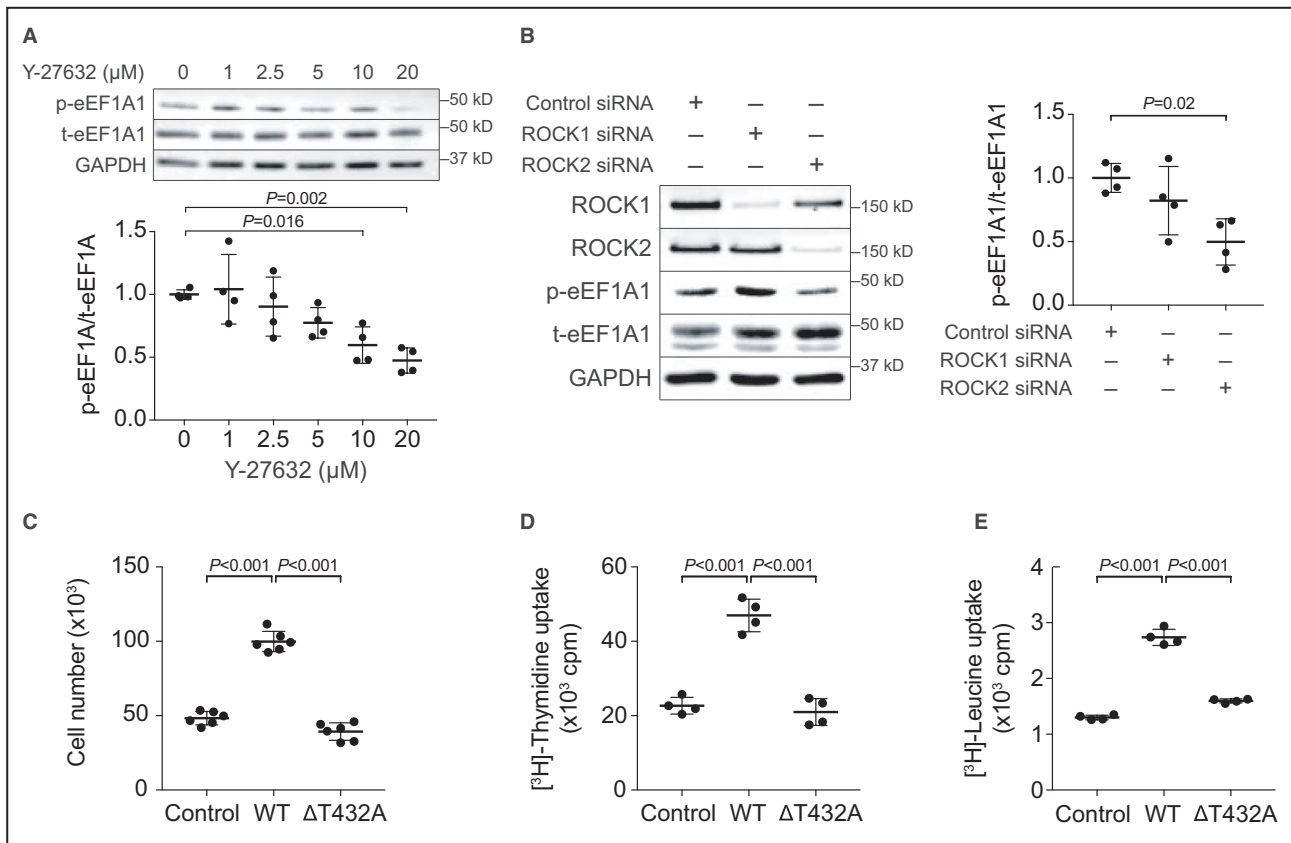 A
Y-27632 (µM) 0 1 2.5 5 10 20
p-eEF1A1 –50 kD
t-eEF1A1 –50 kD
GAPDH –37 kD
P=0.002
P=0.016
p-eEF1A/t-eEF1A
1.5
1.0
0.5
0.0
0 1 2.5 5 10 20
Y-27632 (µM)
B
Control siRNA + – –
ROCK1 siRNA – + –
ROCK2 siRNA – – +
ROCK1 –150 kD
ROCK2 –150 kD
p-eEF1A1 –50 kD
t-eEF1A1 –50 kD
GAPDH –37 kD
P=0.02
p-eEF1A1/t-eEF1A1
1.5
1.0
0.5
0.0
Control siRNA + – –
ROCK1 siRNA – + –
ROCK2 siRNA – – +
C
P<0.001 P<0.001
Cell number (x10³)
150
100
50
0
Control WT ΔT432A
D
P<0.001 P<0.001
[³H]-Thymidine uptake
(x10³ cpm)
60
40
20
0
Control WT ΔT432A
E
P<0.001 P<0.001
[³H]-Leucine uptake
(x10³ cpm)
4
3
2
1
0
Control WT ΔT432A